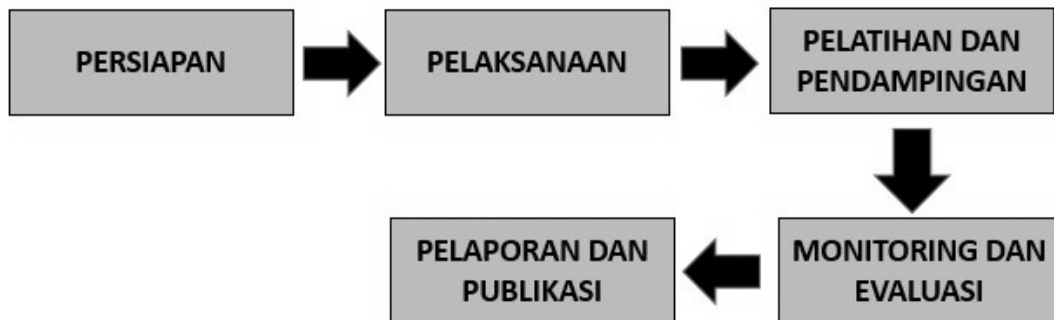 PERSIAPAN
PELAKSANAAN
PELATIHAN DAN
PENDAMPINGAN
MONITORING DAN
EVALUASI
PELAPORAN DAN
PUBLIKASI